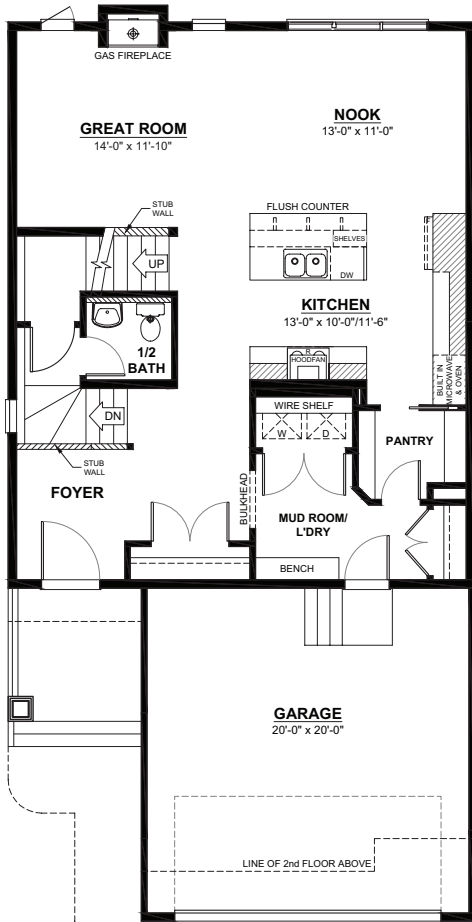 GAS FIREPLACE
GREAT ROOM
14'-0" x 11'-10"
NOOK
13'-0" x 11'-0"
STUB
WALL
FLUSH COUNTER
SHELVES
DW
UP
KITCHEN
13'-0" x 10'-0"/11'-6"
1/2
BATH
HOODFAN
BUILT IN
MICROWAVE
& OVEN
DN
WIRE SHELF
W
D
PANTRY
STUB
WALL
FOYER
BULKHEAD
MUD ROOM/
L'DRY
BENCH
GARAGE
20'-0" x 20'-0"
LINE OF 2nd FLOOR ABOVE